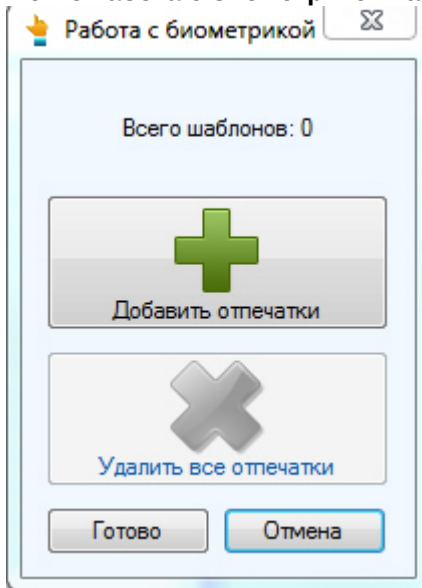 Работа с биометрикой
Всего шаблонов: 0
Добавить отпечатки
Удалить все отпечатки
Готово
Отмена